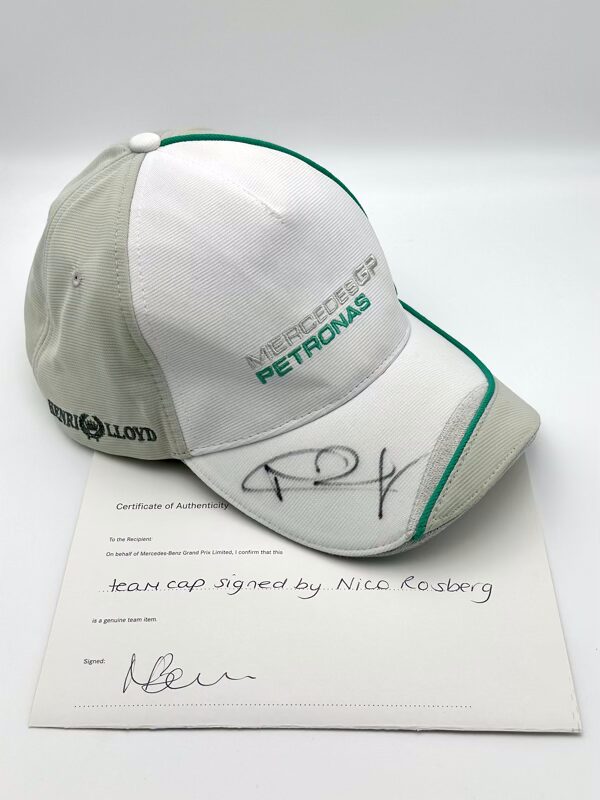 MERCEDES GP
PETRONAS
HENRI LLOYD
Certificate of Authenticity
To the Recipient:
On behalf of Mercedes-Benz Grand Prix Limited, I confirm that this
team cap signed by Nico Rosberg
is a genuine team item.
Signed: